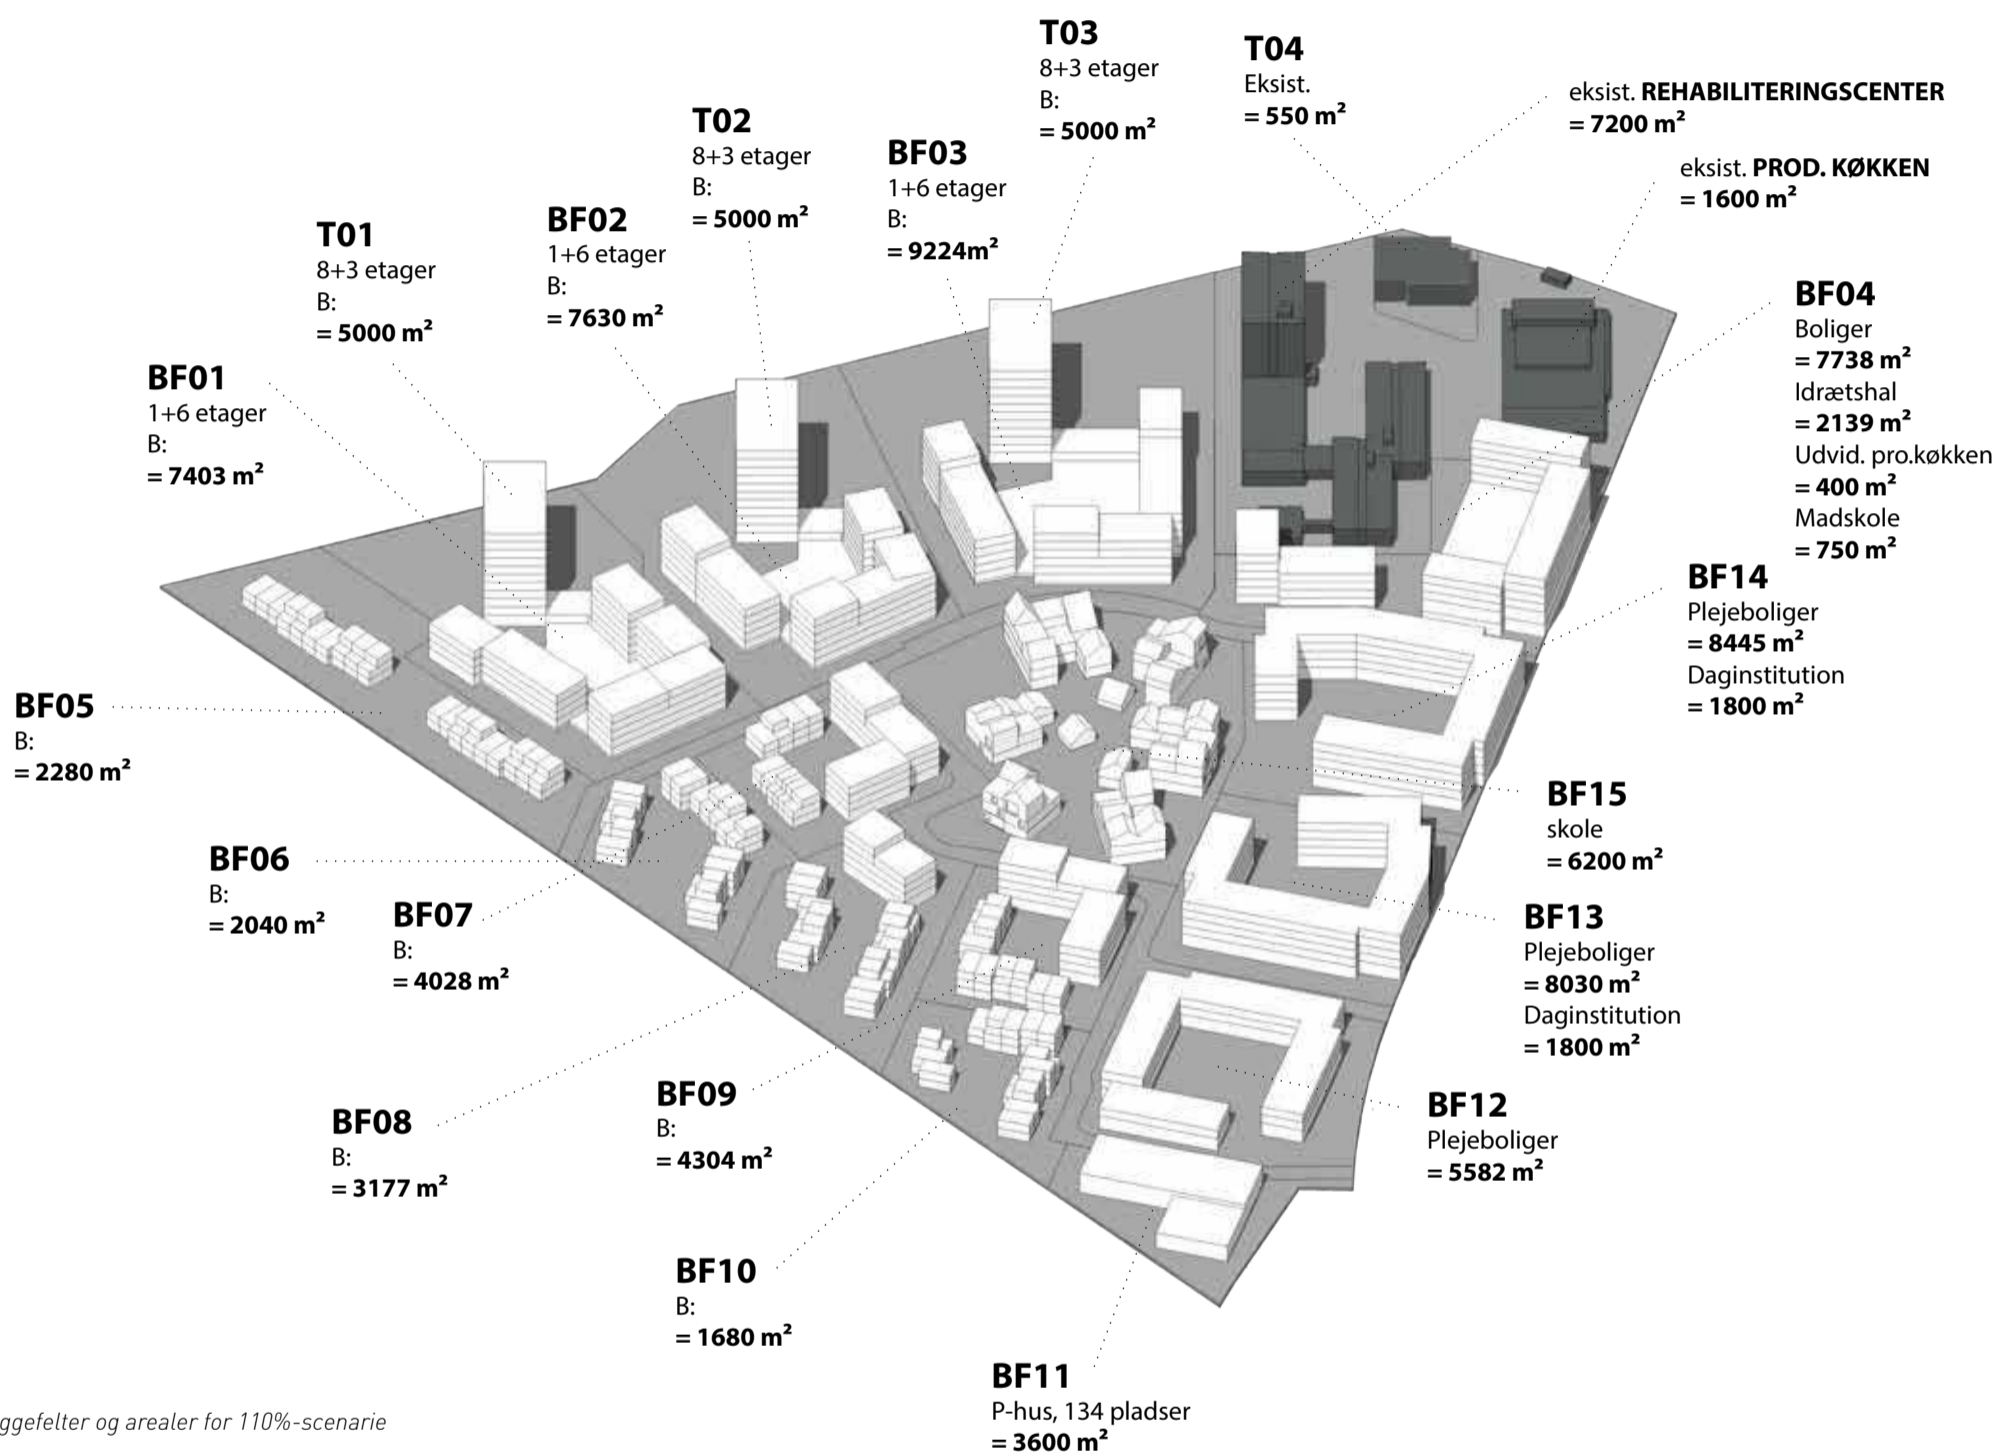 T03
8+3 etager
B:
= 5000 m²
T04
Eksist.
= 550 m²
eksist. REHABILITERINGSCENTER
= 7200 m²
eksist. PROD. KØKKEN
= 1600 m²
T02
8+3 etager
B:
= 5000 m²
BF03
1+6 etager
B:
= 9224m²
T01
8+3 etager
B:
= 5000 m²
BF02
1+6 etager
B:
= 7630 m²
BF01
1+6 etager
B:
= 7403 m²
BF04
Boliger
= 7738 m²
Idrætshal
= 2139 m²
Udvid. pro.køkken
= 400 m²
Madskole
= 750 m²
BF14
Plejeboliger
= 8445 m²
Daginstitution
= 1800 m²
BF05
B:
= 2280 m²
BF15
skole
= 6200 m²
BF06
B:
= 2040 m²
BF07
B:
= 4028 m²
BF13
Plejeboliger
= 8030 m²
Daginstitution
= 1800 m²
BF08
B:
= 3177 m²
BF09
B:
= 4304 m²
BF12
Plejeboliger
= 5582 m²
BF10
B:
= 1680 m²
BF11
P-hus, 134 pladser
= 3600 m²
ggefelter og arealer for 110%-scenarie